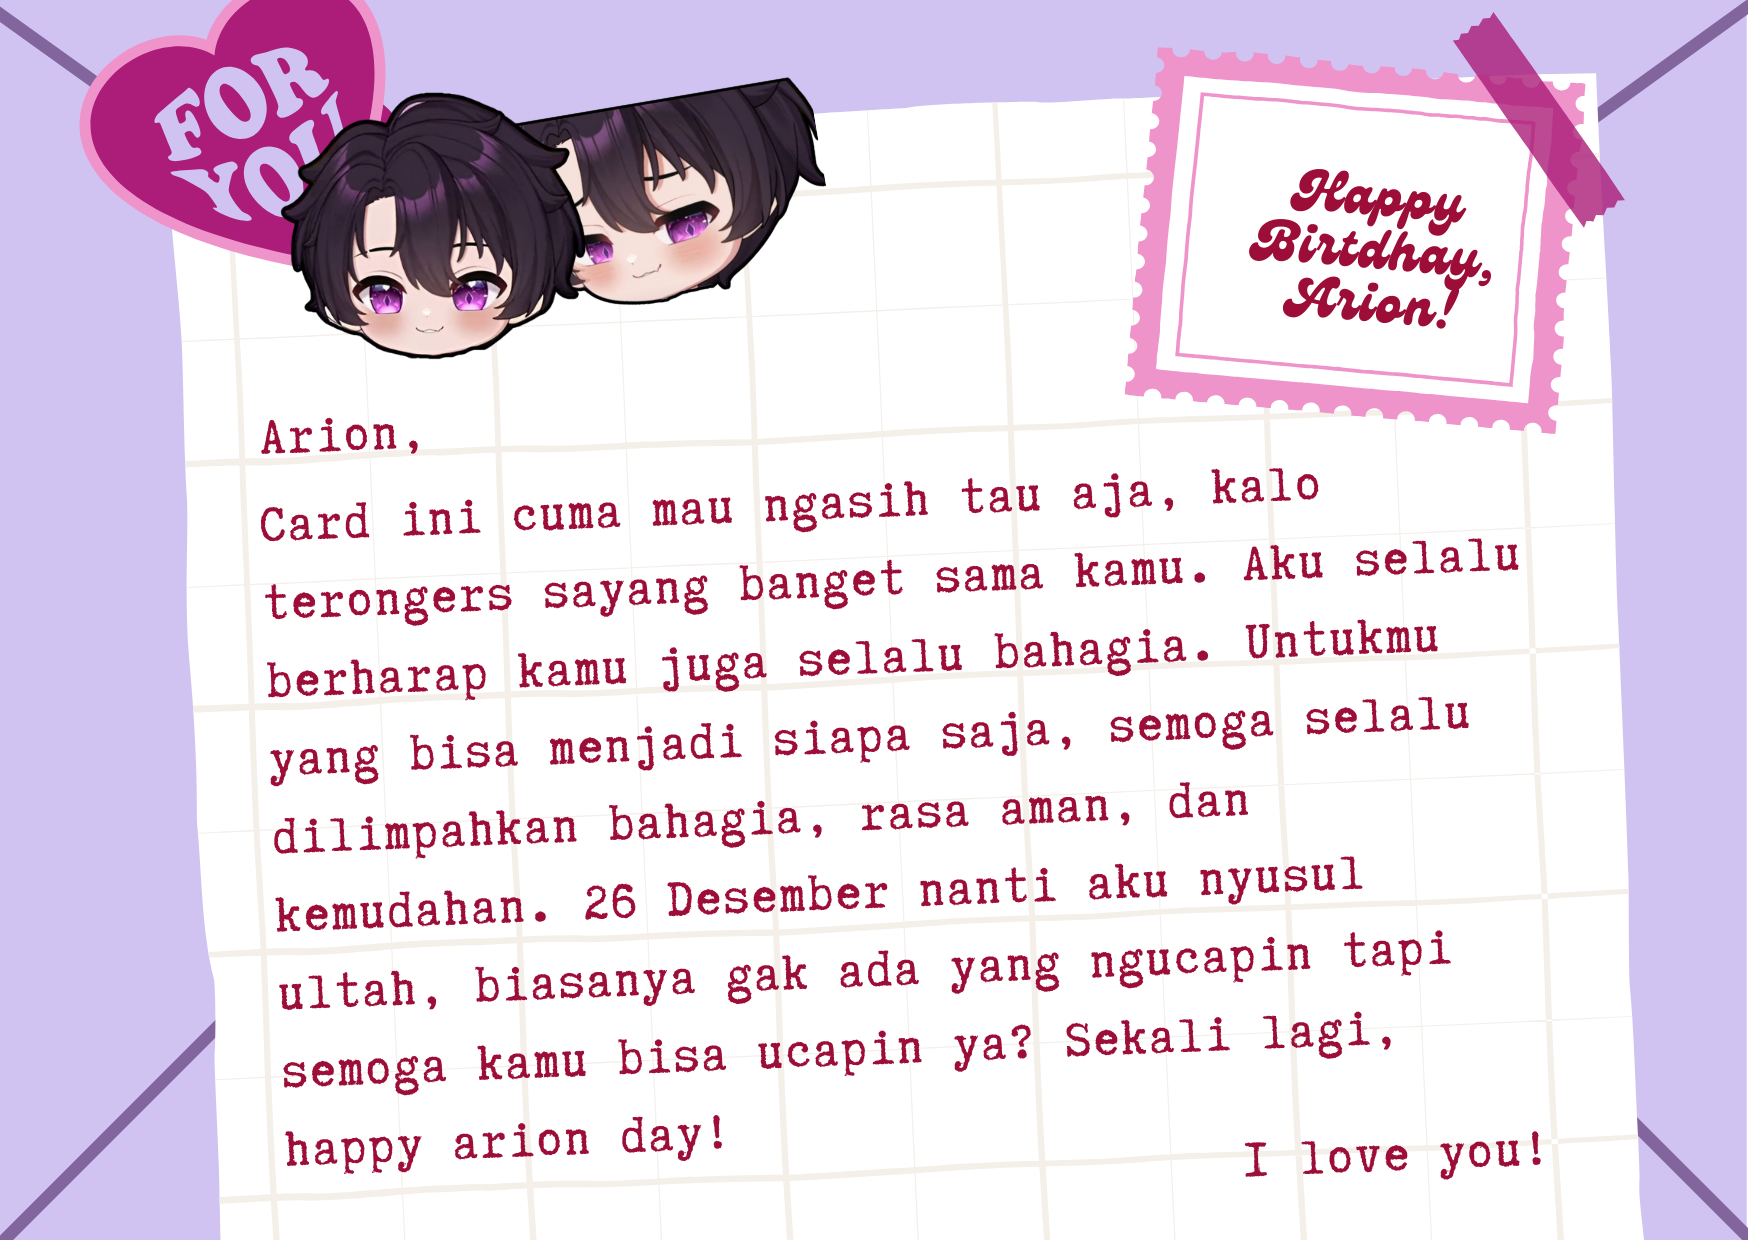 FOR
YOU
Happy
Birtdhay,
Arion!
Arion,
Card ini cuma mau ngasih tau aja, kalo
terongers sayang banget sama kamu. Aku selalu
berharap kamu juga selalu bahagia. Untukmu
yang bisa menjadi siapa saja, semoga selalu
dilimpahkan bahagia, rasa aman, dan
kemudahan. 26 Desember nanti aku nyusul
ultah, biasanya gak ada yang ngucapin tapi
semoga kamu bisa ucapin ya? Sekali lagi,
happy arion day!
I love you!